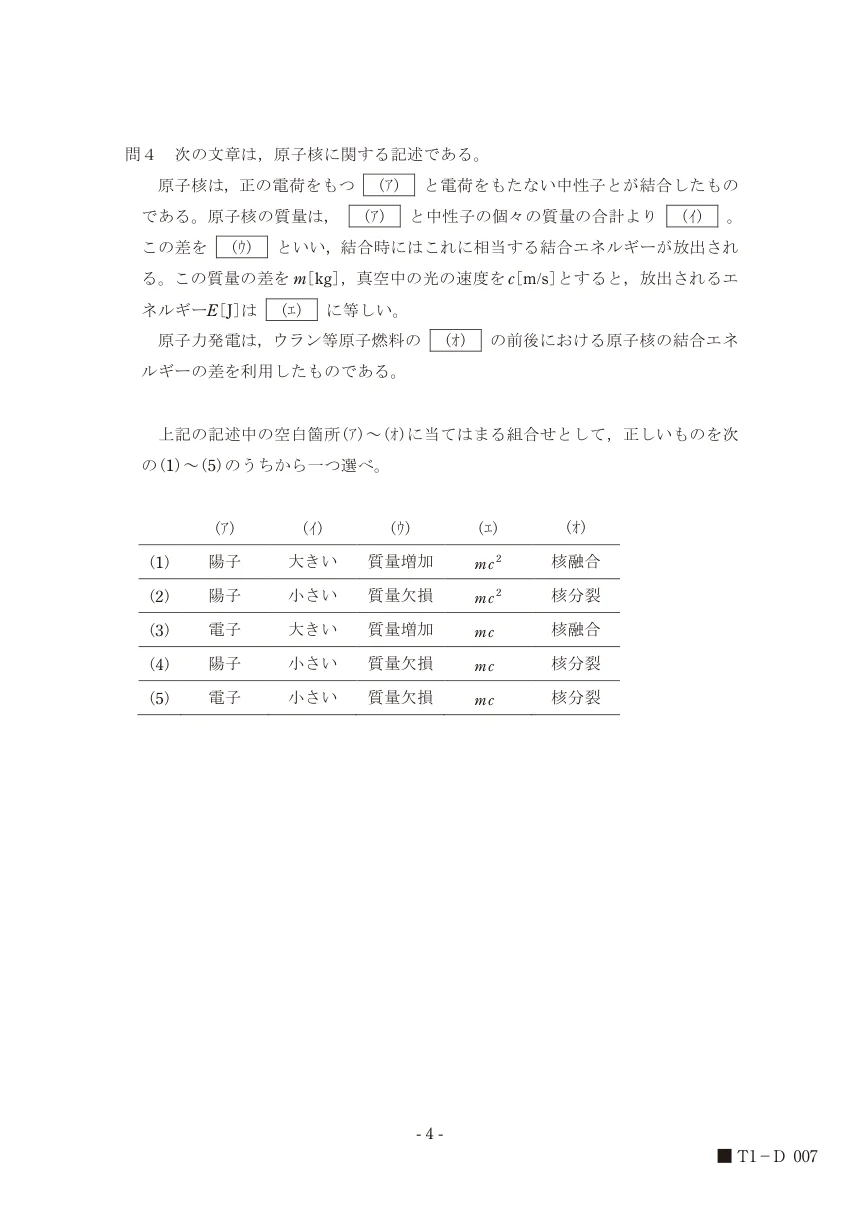 問４　次の文章は，原子核に関する記述である。
原子核は，正の電荷をもつ (ア) と電荷をもたない中性子とが結合したもの
である。原子核の質量は， (ア) と中性子の個々の質量の合計より (イ) 。
この差を (ウ) といい，結合時にはこれに相当する結合エネルギーが放出され
る。この質量の差を m[kg]，真空中の光の速度を c[m/s]とすると，放出されるエ
ネルギーE[J]は (エ) に等しい。
原子力発電は，ウラン等原子燃料の (オ) の前後における原子核の結合エネ
ルギーの差を利用したものである。
上記の記述中の空白箇所(ア)～(オ)に当てはまる組合せとして，正しいものを次
の(1)～(5)のうちから一つ選べ。
(ア) (イ) (ウ) (エ) (オ)
(1) 陽子 大きい 質量増加 mc² 核融合
(2) 陽子 小さい 質量欠損 mc² 核分裂
(3) 電子 大きい 質量増加 mc 核融合
(4) 陽子 小さい 質量欠損 mc 核分裂
(5) 電子 小さい 質量欠損 mc 核分裂
- 4 -
■ T1－D 007